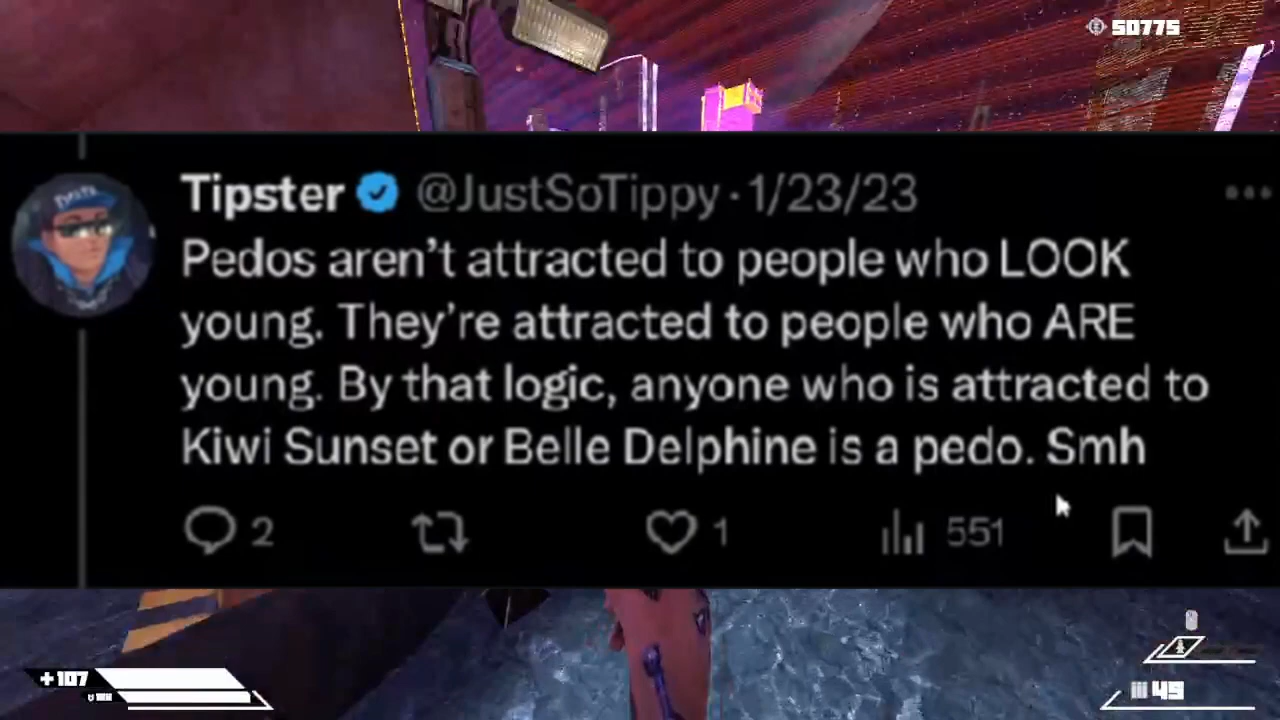 50775
Tipster @JustSoTippy · 1/23/23
Pedos aren't attracted to people who LOOK
young. They're attracted to people who ARE
young. By that logic, anyone who is attracted to
Kiwi Sunset or Belle Delphine is a pedo. Smh
2 1 551
+107
49